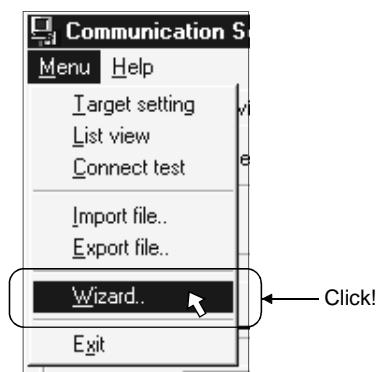 Communication S
Menu Help
Target setting
List view
Connect test
Import file..
Export file..
Wizard..
Click!
Exit